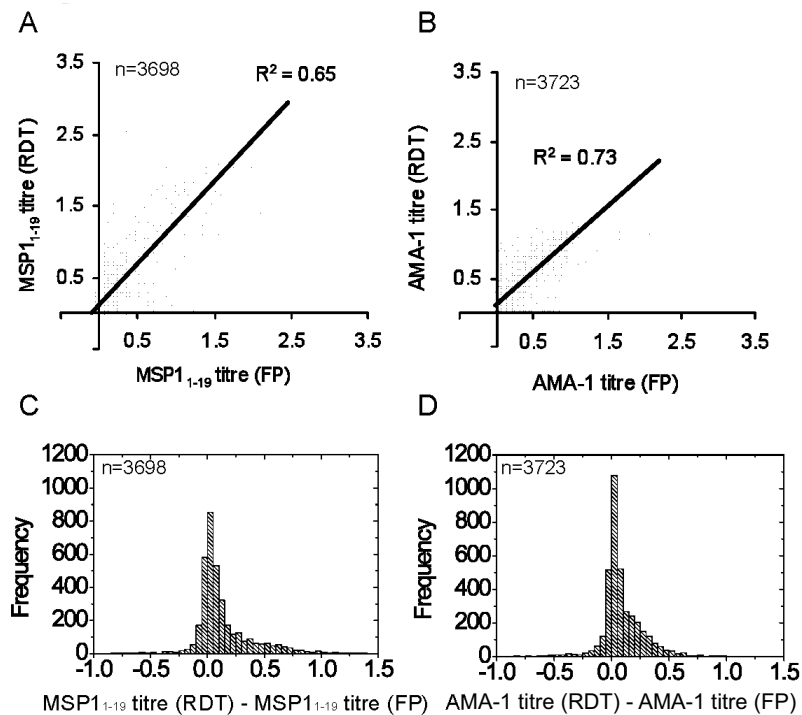 A
B
n=3698
R² = 0.65
n=3723
R² = 0.73
MSP1₁₋₁₉ titre (RDT)
3.5
2.5
1.5
0.5
0.5 1.5 2.5 3.5
MSP1₁₋₁₉ titre (FP)
AMA-1 titre (RDT)
3.5
2.5
1.5
0.5
0.5 1.5 2.5 3.5
AMA-1 titre (FP)
C
D
n=3698
Frequency
1200
1000
800
600
400
200
0
-1.0 -0.5 0.0 0.5 1.0 1.5
MSP1₁₋₁₉ titre (RDT) - MSP1₁₋₁₉ titre (FP)
n=3723
Frequency
1200
1000
800
600
400
200
0
-1.0 -0.5 0.0 0.5 1.0 1.5
AMA-1 titre (RDT) - AMA-1 titre (FP)